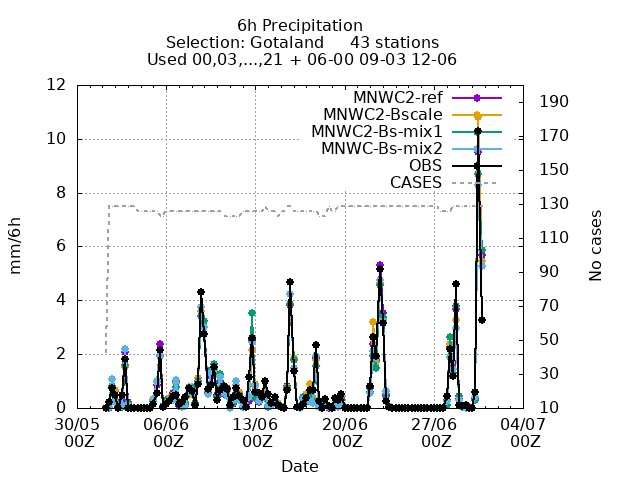 6h Precipitation
Selection: Gotaland 43 stations
Used 00,03,...,21 + 06-00 09-03 12-06
MNWC2-ref
MNWC2-Bscale
MNWC2-Bs-mix1
MNWC-Bs-mix2
OBS
CASES
mm/6h
12
10
8
6
4
2
0
No cases
190
170
150
130
110
90
70
50
30
10
30/05 06/06 13/06 20/06 27/06 04/07
00Z 00Z 00Z 00Z 00Z 00Z
Date